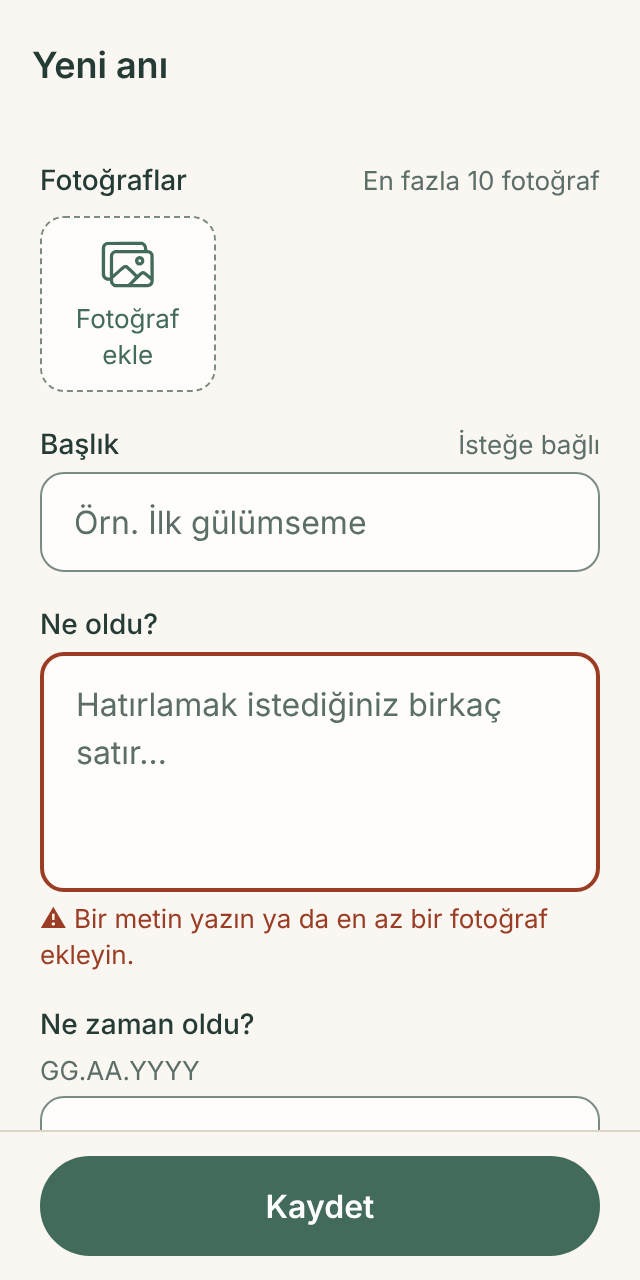 Yeni anı
Fotoğraflar
En fazla 10 fotoğraf
Fotoğraf
ekle
Başlık
İsteğe bağlı
Örn. İlk gülümseme
Ne oldu?
Hatırlamak istediğiniz birkaç
satır...
Bir metin yazın ya da en az bir fotoğraf
ekleyin.
Ne zaman oldu?
GG.AA.YYYY
Kaydet